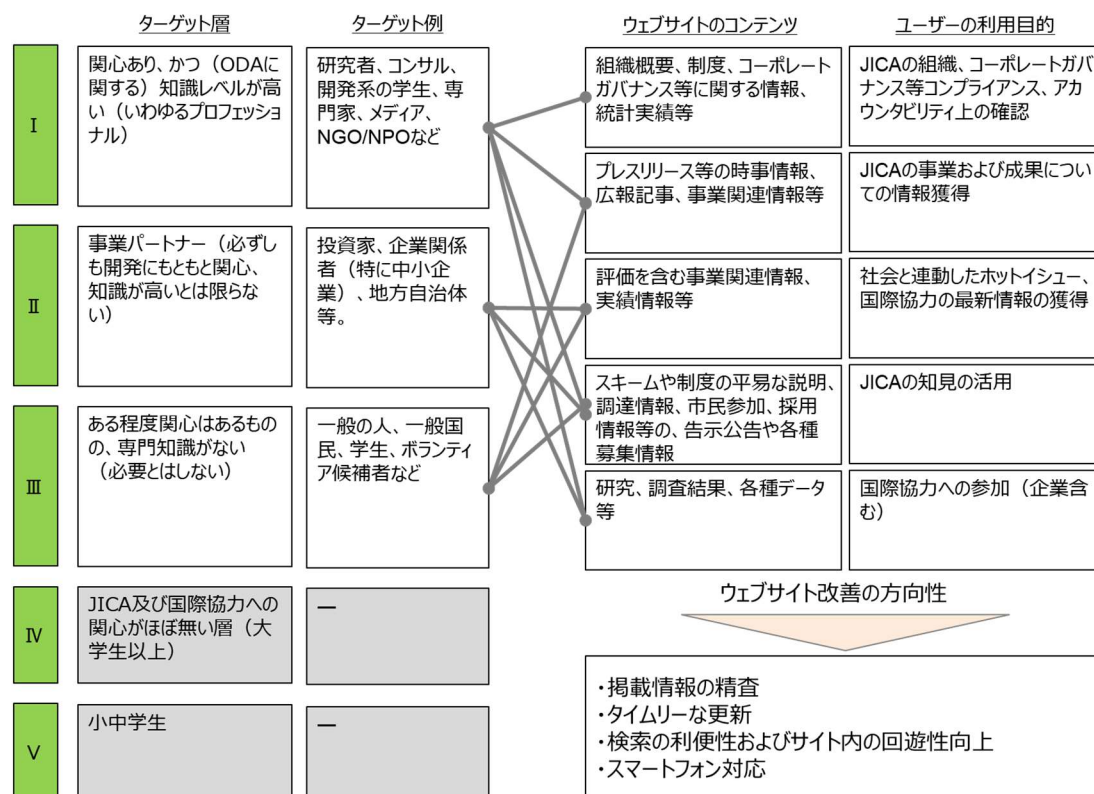 ターゲット層
ターゲット例
ウェブサイトのコンテンツ
ユーザーの利用目的
Ⅰ
関心あり、かつ（ODAに
関する）知識レベルが高
い（いわゆるプロフェッショ
ナル）
研究者、コンサル、
開発系の学生、専
門家、メディア、
NGO/NPOなど
組織概要、制度、コーポレート
ガバナンス等に関する情報、
統計実績等
JICAの組織、コーポレートガバ
ナンス等コンプライアンス、アカ
ウンタビリティ上の確認
プレスリリース等の時事情報、
広報記事、事業関連情報等
JICAの事業および成果につい
ての情報獲得
Ⅱ
事業パートナー（必ずし
も開発にもともと関心、
知識が高いとは限らな
い）
投資家、企業関係
者（特に中小企
業）、地方自治体
等。
評価を含む事業関連情報、
実績情報等
社会と連動したホットイシュー、
国際協力の最新情報の獲得
スキームや制度の平易な説明、
調達情報、市民参加、採用
情報等の、告示公告や各種
募集情報
JICAの知見の活用
Ⅲ
ある程度関心はあるもの
の、専門知識がない
（必要とはしない）
一般の人、一般国
民、学生、ボランティ
ア候補者など
研究、調査結果、各種データ
等
国際協力への参加（企業含
む）
Ⅳ
JICA及び国際協力への
関心がほぼ無い層（大
学生以上）
―
Ⅴ
小中学生
―
ウェブサイト改善の方向性
・掲載情報の精査
・タイムリーな更新
・検索の利便性およびサイト内の回遊性向上
・スマートフォン対応